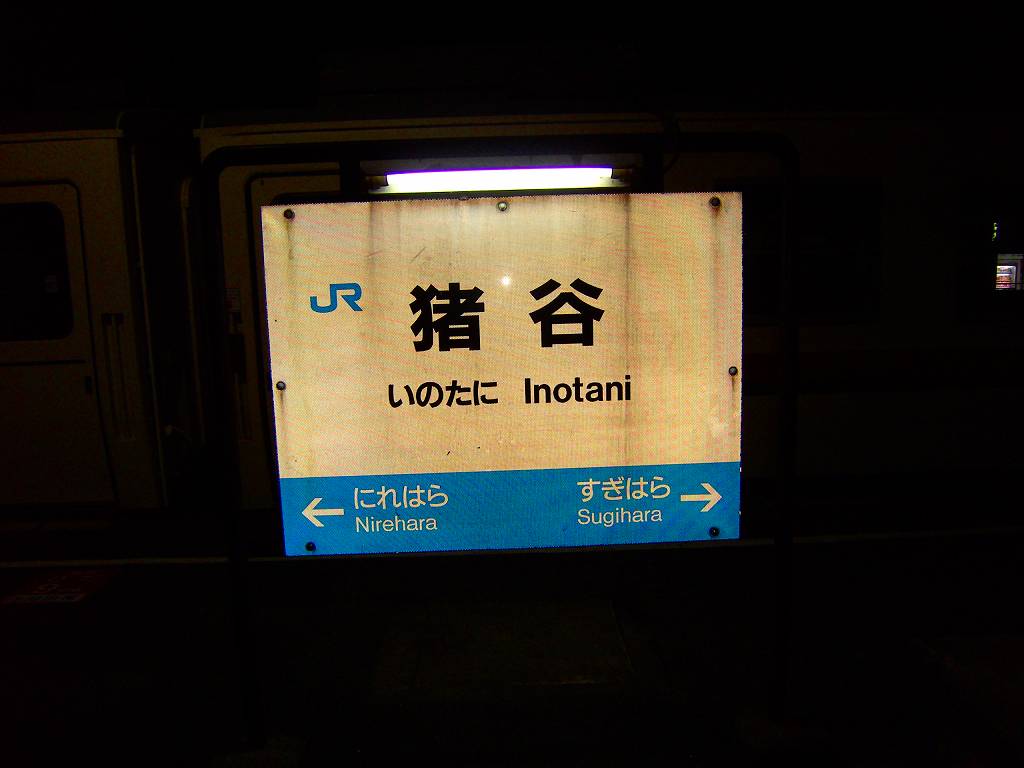 JR
猪谷
いのたに Inotani
← にれはら
Nirehara
すぎはら →
Sugihara